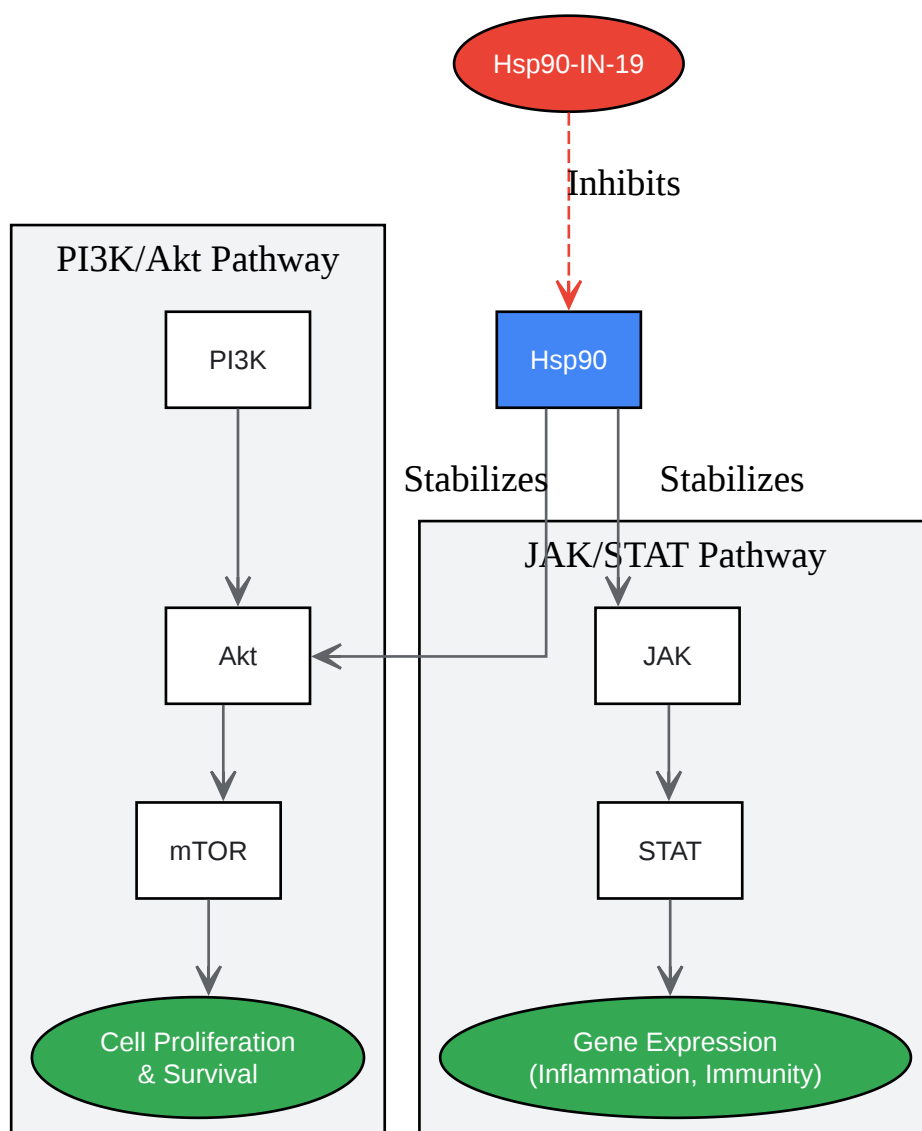 Hsp90-IN-19
Inhibits
PI3K/Akt Pathway
PI3K
Hsp90
Stabilizes
Stabilizes
JAK/STAT Pathway
Akt
JAK
mTOR
STAT
Cell Proliferation
& Survival
Gene Expression
(Inflammation, Immunity)